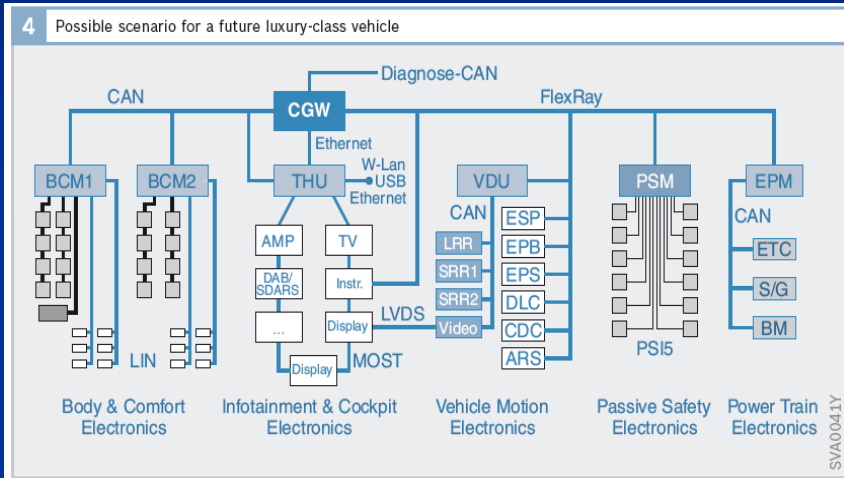 4 Possible scenario for a future luxury-class vehicle
Diagnose-CAN
CAN
CGW
FlexRay
Ethernet
W-Lan
USB
Ethernet
BCM1
BCM2
THU
VDU
PSM
EPM
CAN
CAN
AMP
TV
DAB/
SDARS
Instr.
...
Display
Display
LVDS
MOST
LIN
LRR
SRR1
SRR2
Video
ESP
EPB
EPS
DLC
CDC
ARS
PSI5
ETC
S/G
BM
Body & Comfort
Electronics
Infotainment & Cockpit
Electronics
Vehicle Motion
Electronics
Passive Safety
Electronics
Power Train
Electronics
SVA0041Y